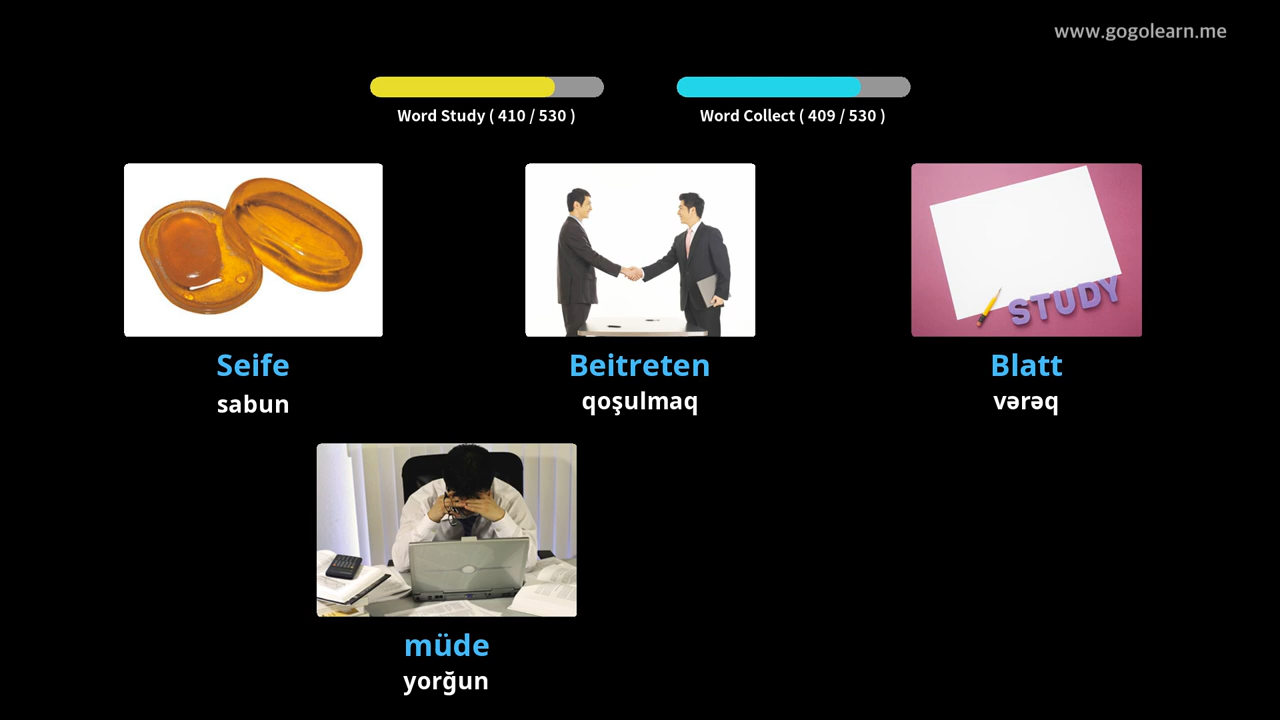 www.gogolearn.me
Word Study ( 410 / 530 )
Word Collect ( 409 / 530 )
STUDY
Seife
sabun
Beitreten
qoşulmaq
Blatt
vərəq
müde
yorğun